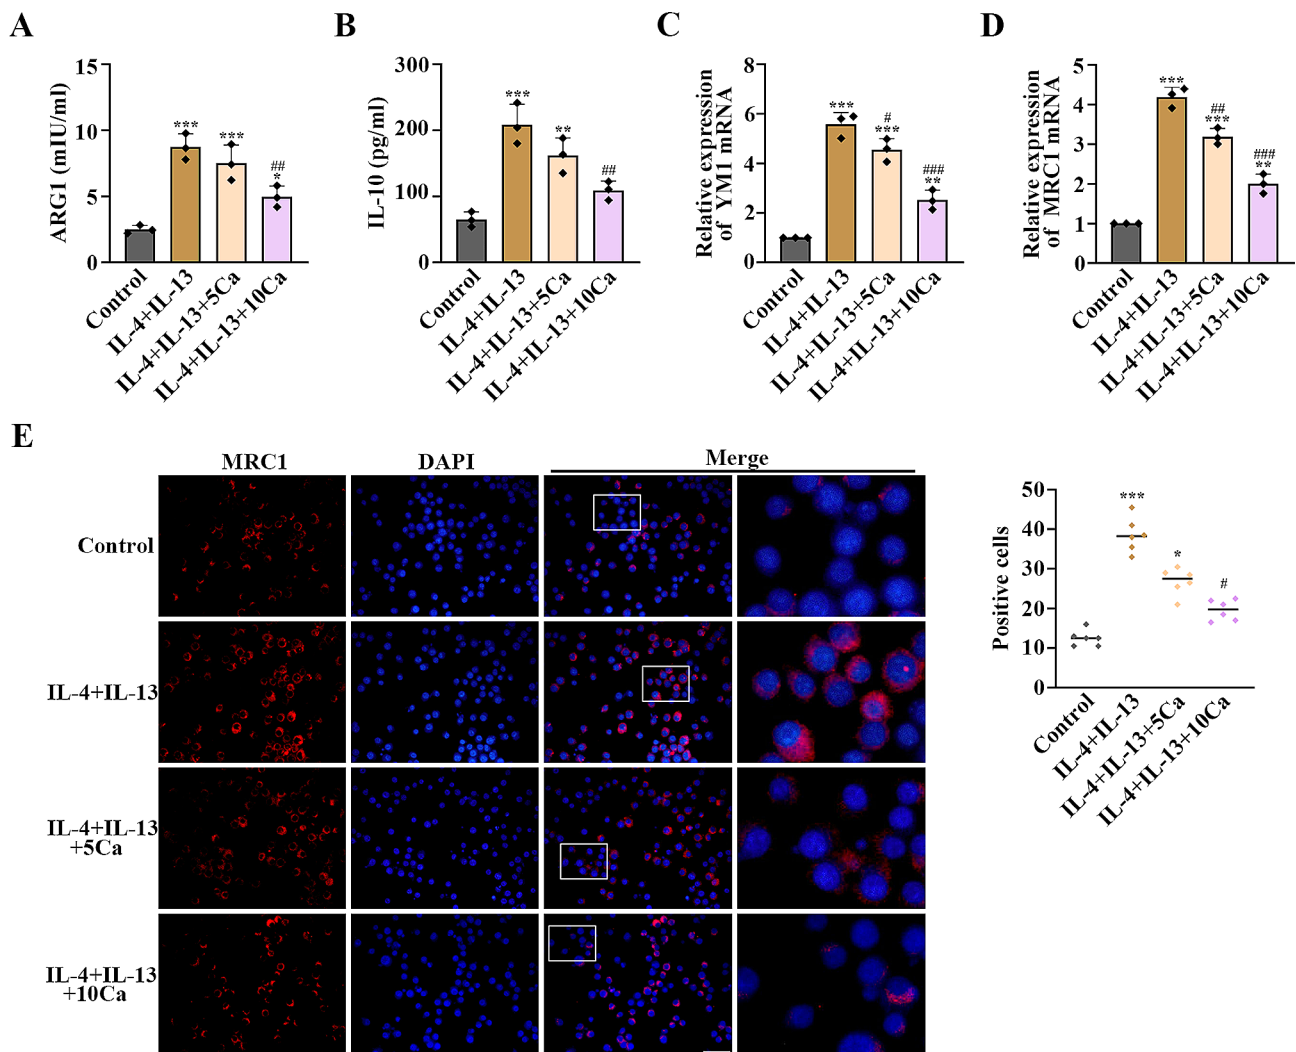 A
ARG1 (mIU/ml)
15
10
5
0
***
***
##
*
Control
IL-4+IL-13
IL-4+IL-13+5Ca
IL-4+IL-13+10Ca
B
IL-10 (pg/ml)
300
200
100
0
***
**
##
Control
IL-4+IL-13
IL-4+IL-13+5Ca
IL-4+IL-13+10Ca
C
Relative expression
of YM1 mRNA
8
6
4
2
0
***
#
***
###
**
Control
IL-4+IL-13
IL-4+IL-13+5Ca
IL-4+IL-13+10Ca
D
Relative expression
of MRC1 mRNA
5
4
3
2
1
0
***
##
***
###
**
Control
IL-4+IL-13
IL-4+IL-13+5Ca
IL-4+IL-13+10Ca
E
MRC1
DAPI
Merge
Control
IL-4+IL-13
IL-4+IL-13
+5Ca
IL-4+IL-13
+10Ca
Positive cells
50
40
30
20
10
0
***
*
#
Control
IL-4+IL-13
IL-4+IL-13+5Ca
IL-4+IL-13+10Ca